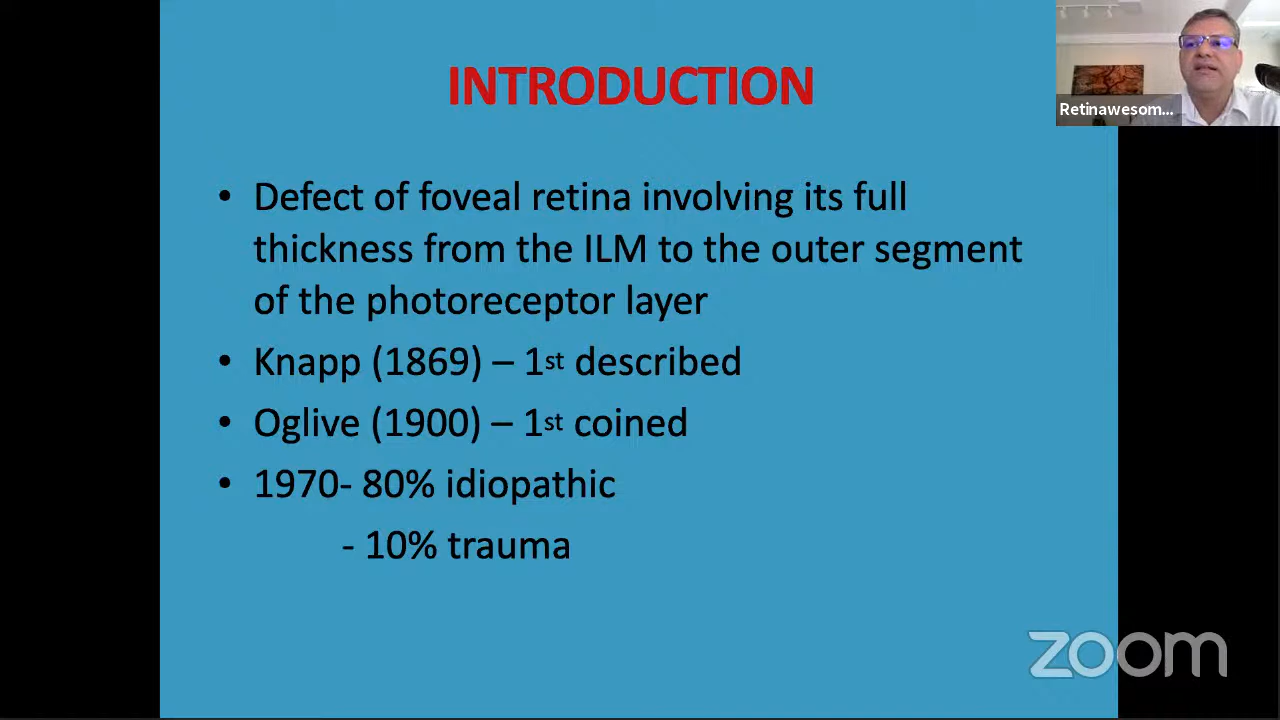 INTRODUCTION
Retinawesom...
• Defect of foveal retina involving its full
thickness from the ILM to the outer segment
of the photoreceptor layer
• Knapp (1869) – 1st described
• Oglive (1900) – 1st coined
• 1970- 80% idiopathic
- 10% trauma
zoom